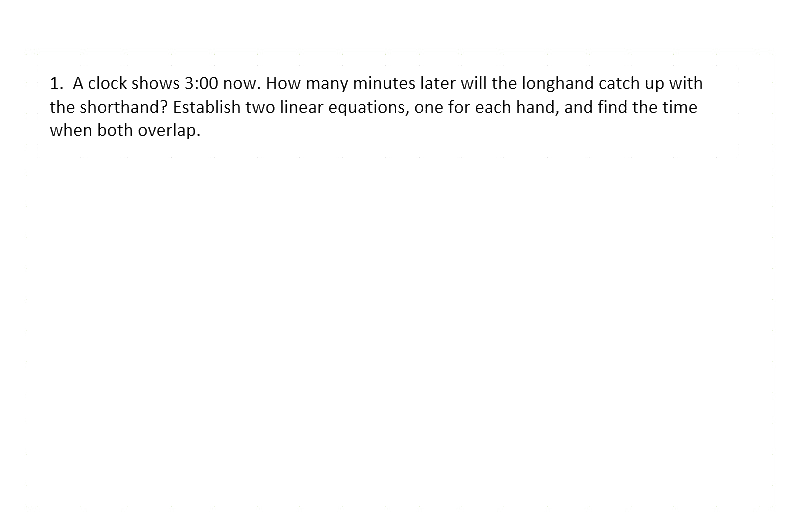 1. A clock shows 3:00 now. How many minutes later will the longhand catch up with
the shorthand? Establish two linear equations, one for each hand, and find the time
when both overlap.